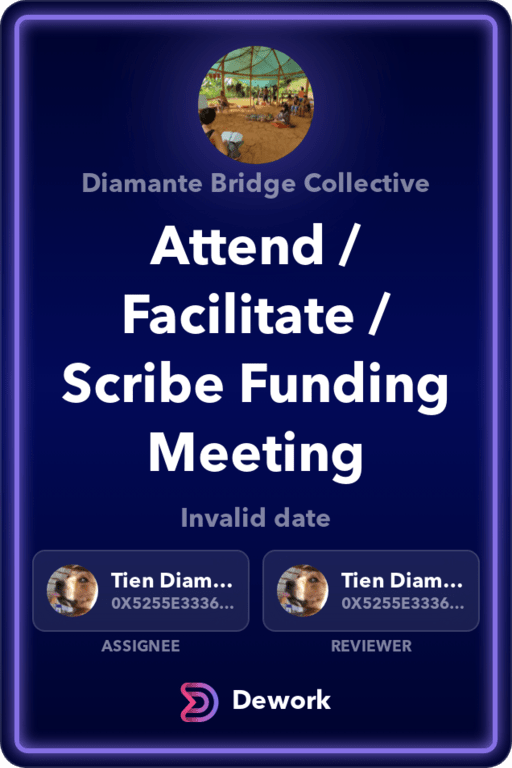 Diamante Bridge Collective
Attend /
Facilitate /
Scribe Funding
Meeting
Invalid date
Tien Diam...
0X5255E3336...
ASSIGNEE
Tien Diam...
0X5255E3336...
REVIEWER
Dework